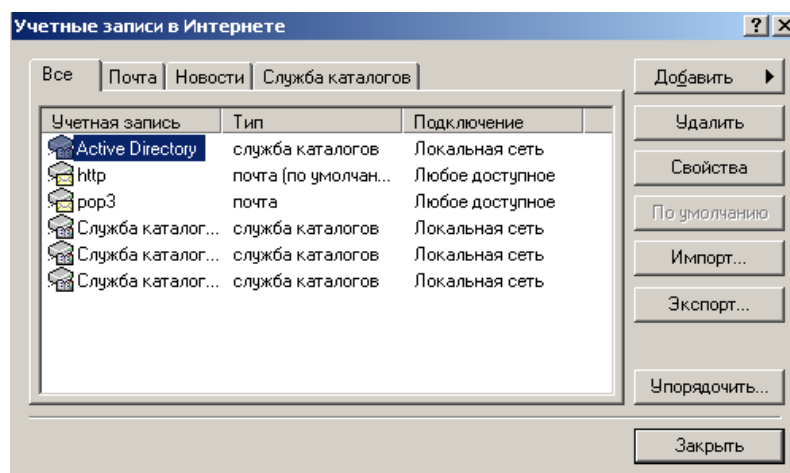 Учетные записи в Интернете
Все Почта Новости Служба каталогов
Учетная запись Тип Подключение
Active Directory служба каталогов Локальная сеть
http почта (по умолчан... Любое доступное
pop3 почта Любое доступное
Служба каталог... служба каталогов Локальная сеть
Служба каталог... служба каталогов Локальная сеть
Служба каталог... служба каталогов Локальная сеть
Добавить
Удалить
Свойства
По умолчанию
Импорт...
Экспорт...
Упорядочить...
Закрыть